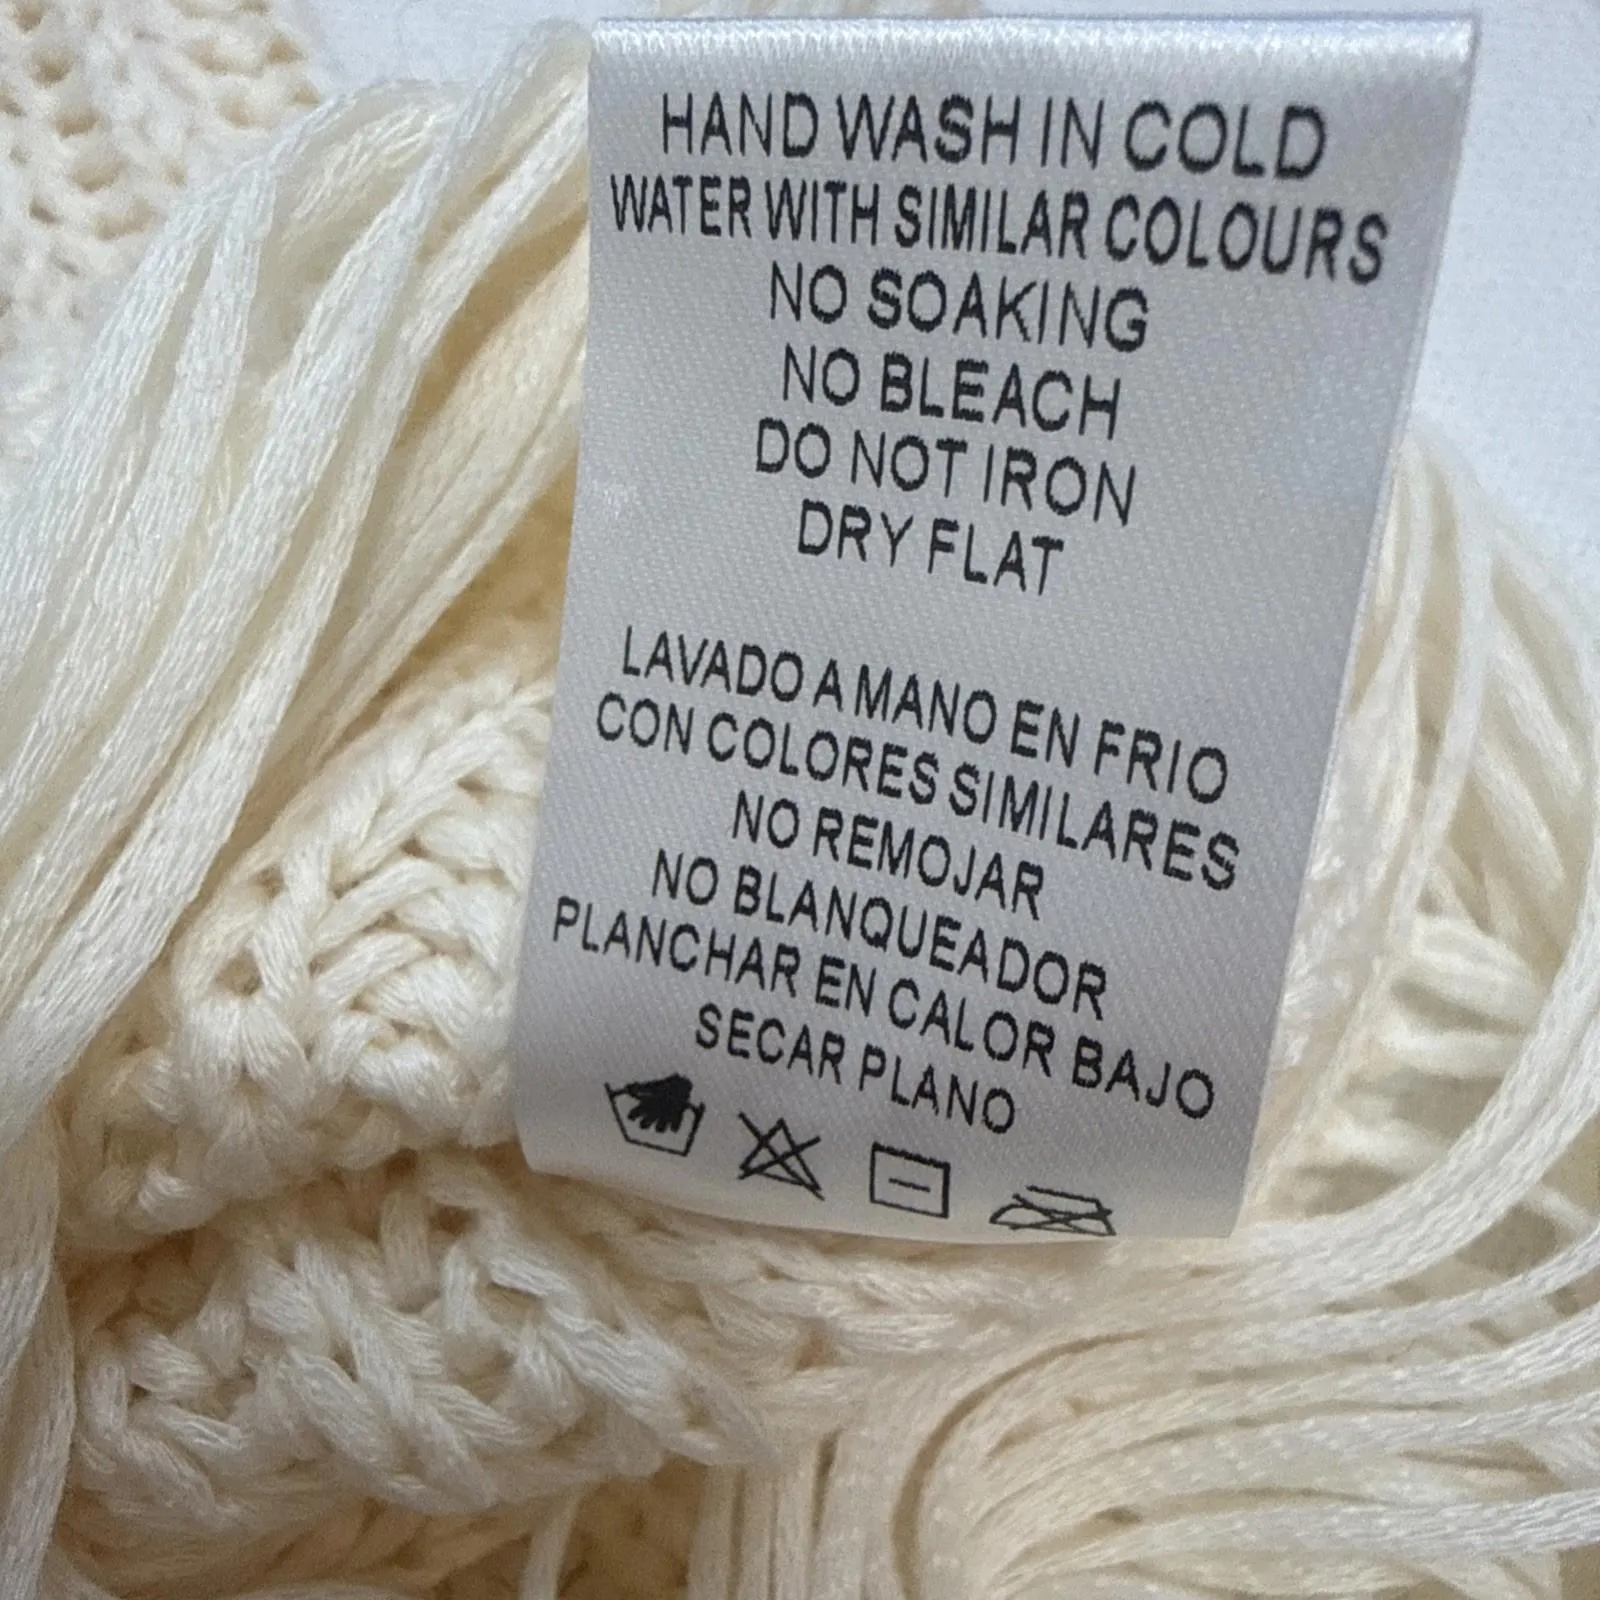 HAND WASH IN COLD
WATER WITH SIMILAR COLOURS
NO SOAKING
NO BLEACH
DO NOT IRON
DRY FLAT
LAVADO A MANO EN FRIO
CON COLORES SIMILARES
NO REMOJAR
NO BLANQUEADOR
PLANCHAR EN CALOR BAJO
SECAR PLANO